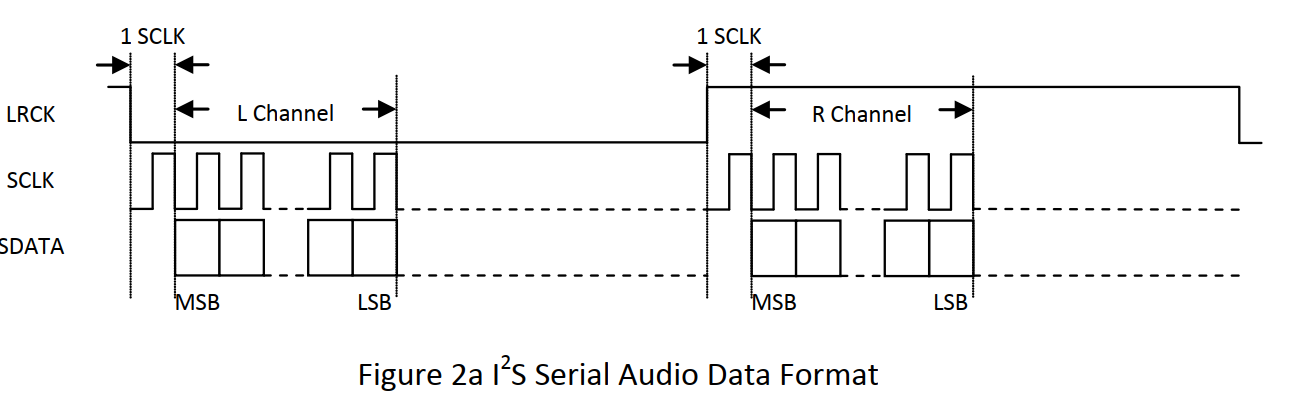 1 SCLK 1 SCLK
LRCK L Channel R Channel
SCLK
SDATA
MSB LSB MSB LSB
Figure 2a I²S Serial Audio Data Format